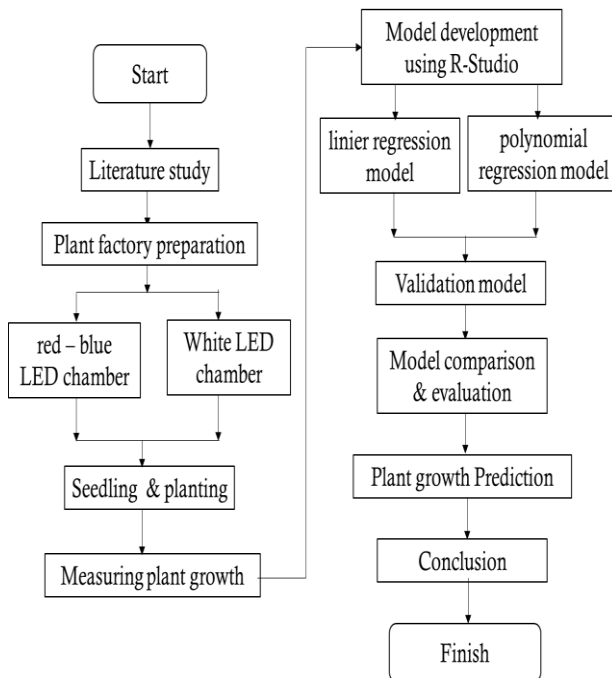 Start
Literature study
Plant factory preparation
red – blue
LED chamber
White LED
chamber
Seedling & planting
Measuring plant growth
Model development
using R-Studio
linier regression
model
polynomial
regression model
Validation model
Model comparison
& evaluation
Plant growth Prediction
Conclusion
Finish